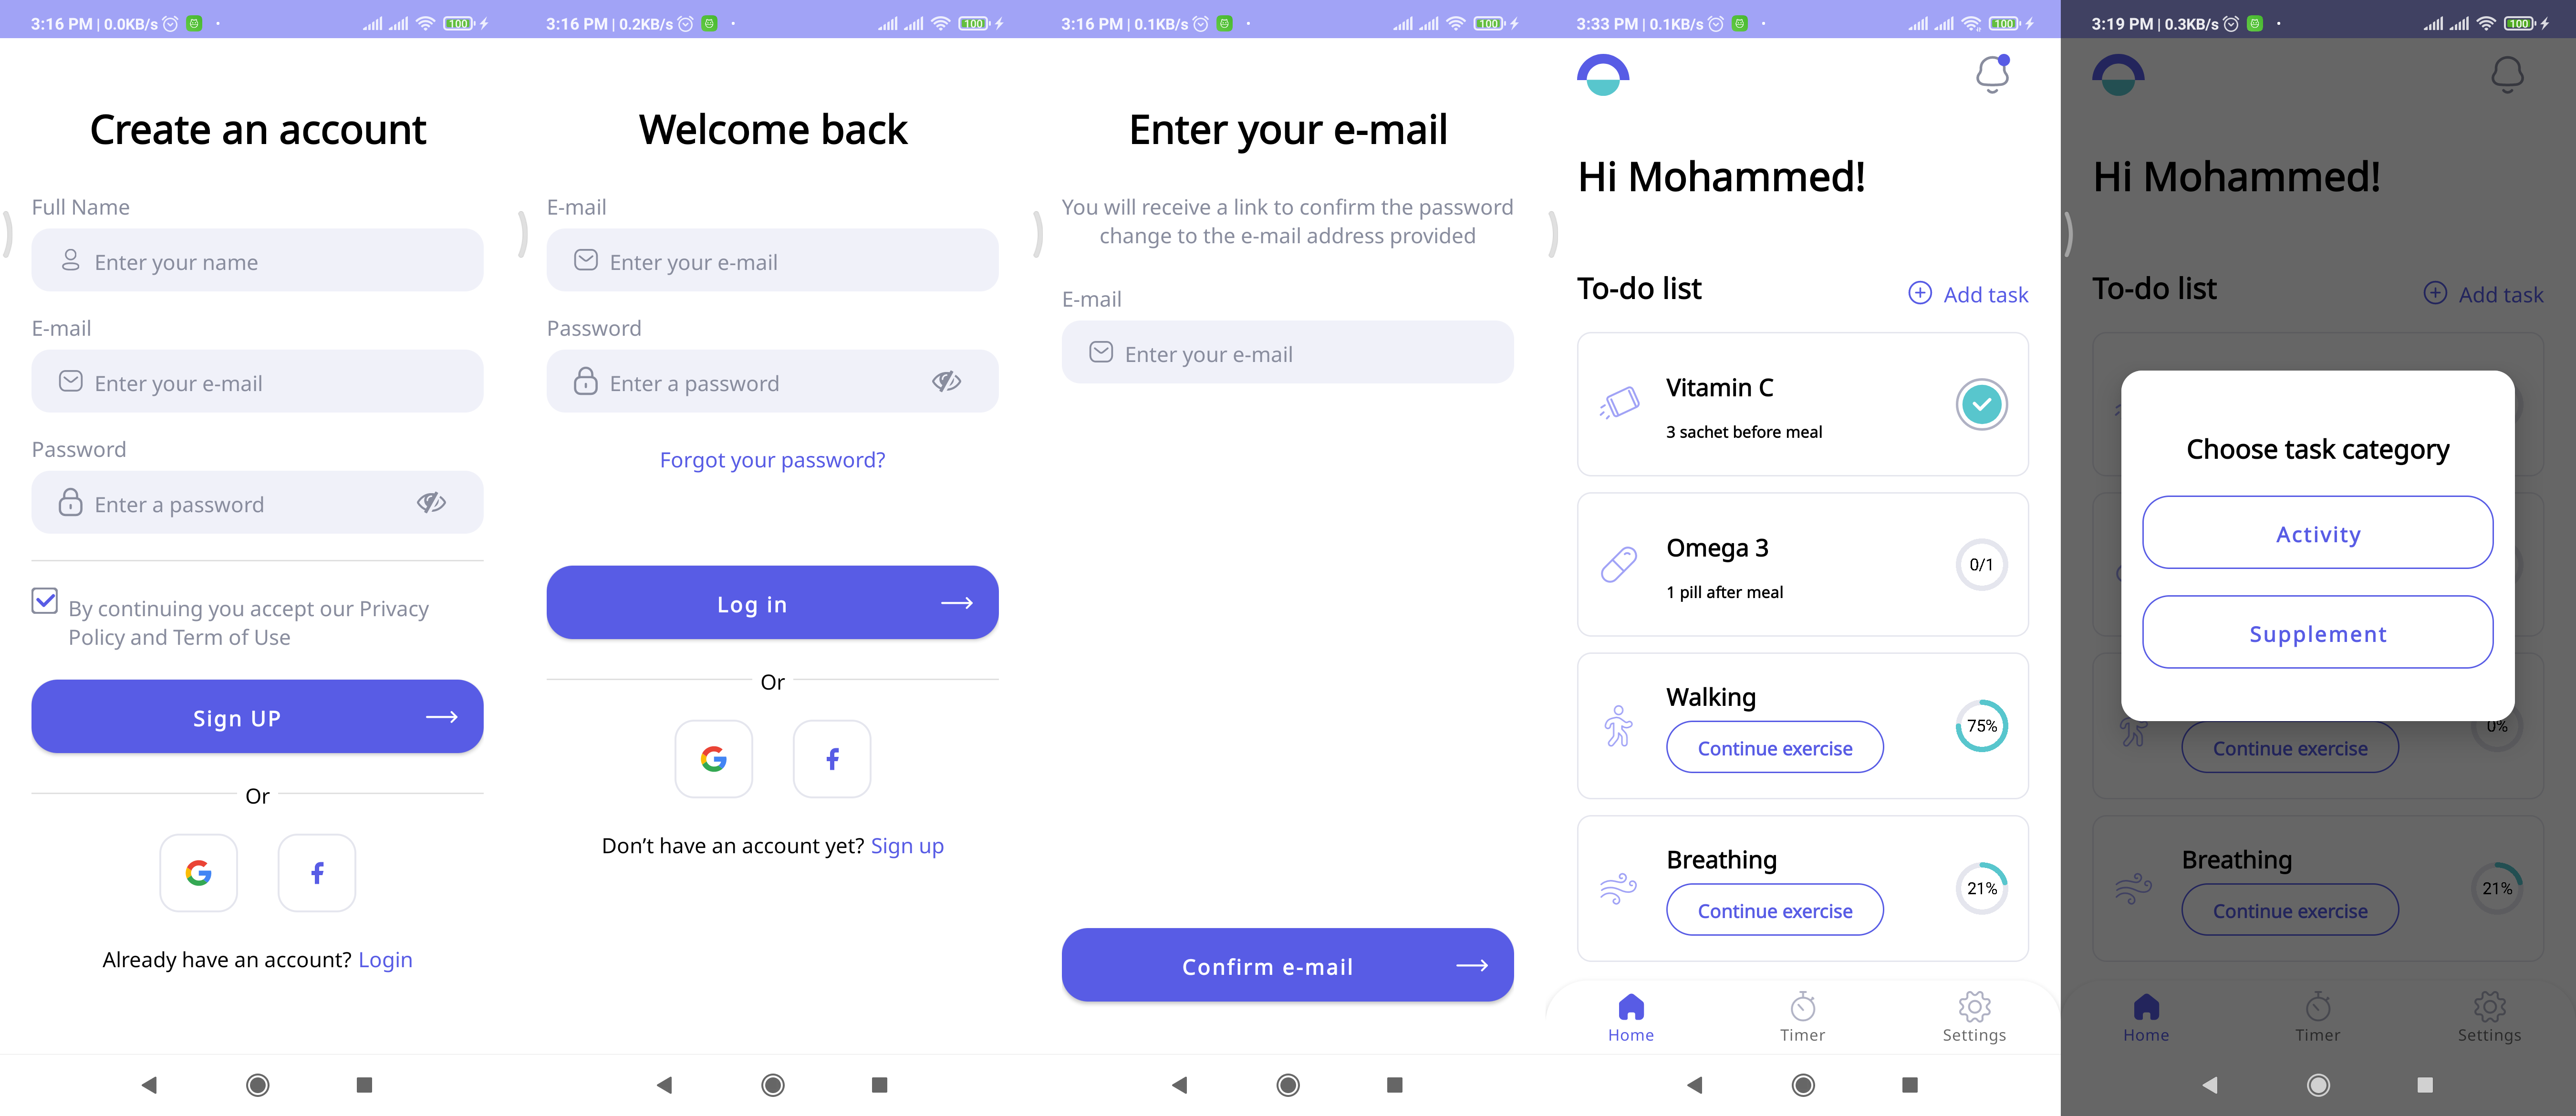 3:16 PM | 0.0KB/s
100
Create an account
Full Name
Enter your name
E-mail
Enter your e-mail
Password
Enter a password
By continuing you accept our Privacy
Policy and Term of Use
Sign UP
Or
Already have an account? Login
3:16 PM | 0.2KB/s
100
Welcome back
E-mail
Enter your e-mail
Password
Enter a password
Forgot your password?
Log in
Or
Don’t have an account yet? Sign up
3:16 PM | 0.1KB/s
100
Enter your e-mail
You will receive a link to confirm the password
change to the e-mail address provided
E-mail
Enter your e-mail
Confirm e-mail
3:33 PM | 0.1KB/s
100
Hi Mohammed!
To-do list
Add task
Vitamin C
3 sachet before meal
Omega 3
1 pill after meal
0/1
Walking
Continue exercise
75%
Breathing
Continue exercise
21%
Home
Timer
Settings
3:19 PM | 0.3KB/s
100
Hi Mohammed!
To-do list
Add task
Choose task category
Activity
Supplement
Continue exercise
0%
Breathing
Continue exercise
21%
Home
Timer
Settings